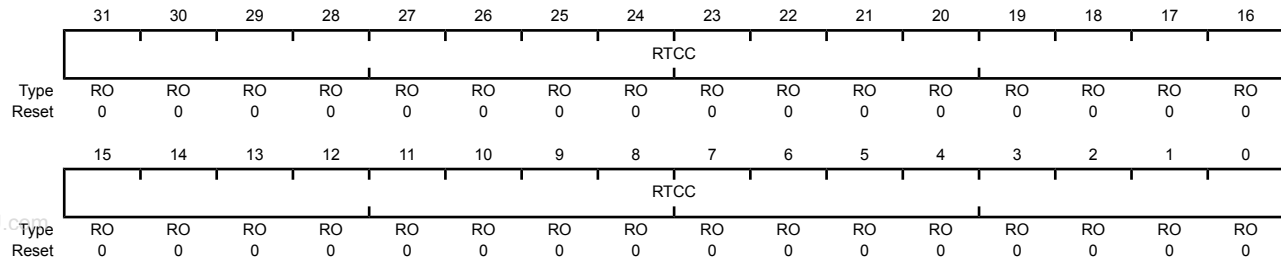 31 30 29 28 27 26 25 24 23 22 21 20 19 18 17 16
RTCC
Type RO RO RO RO RO RO RO RO RO RO RO RO RO RO RO RO
Reset 0 0 0 0 0 0 0 0 0 0 0 0 0 0 0 0
15 14 13 12 11 10 9 8 7 6 5 4 3 2 1 0
RTCC
.com
Type RO RO RO RO RO RO RO RO RO RO RO RO RO RO RO RO
Reset 0 0 0 0 0 0 0 0 0 0 0 0 0 0 0 0